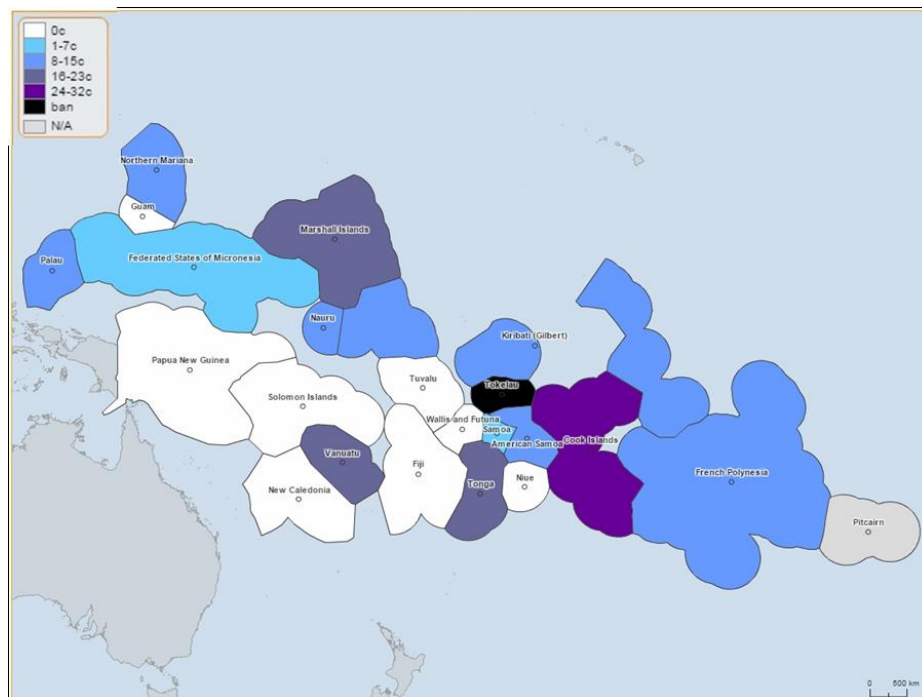 0c
1-7c
8-15c
16-23c
24-32c
ban
N/A
Northern Mariana
Guam
Marshall Islands
Palau
Federated States of Micronesia
Nauru
Kiribati (Gilbert)
Papua New Guinea
Tuvalu
Tokelau
Solomon Islands
Wallis and Futuna
Samoa
American Samoa
Cook Islands
Vanuatu
Fiji
New Caledonia
Tonga
Niue
French Polynesia
Pitcairn
0 500 km